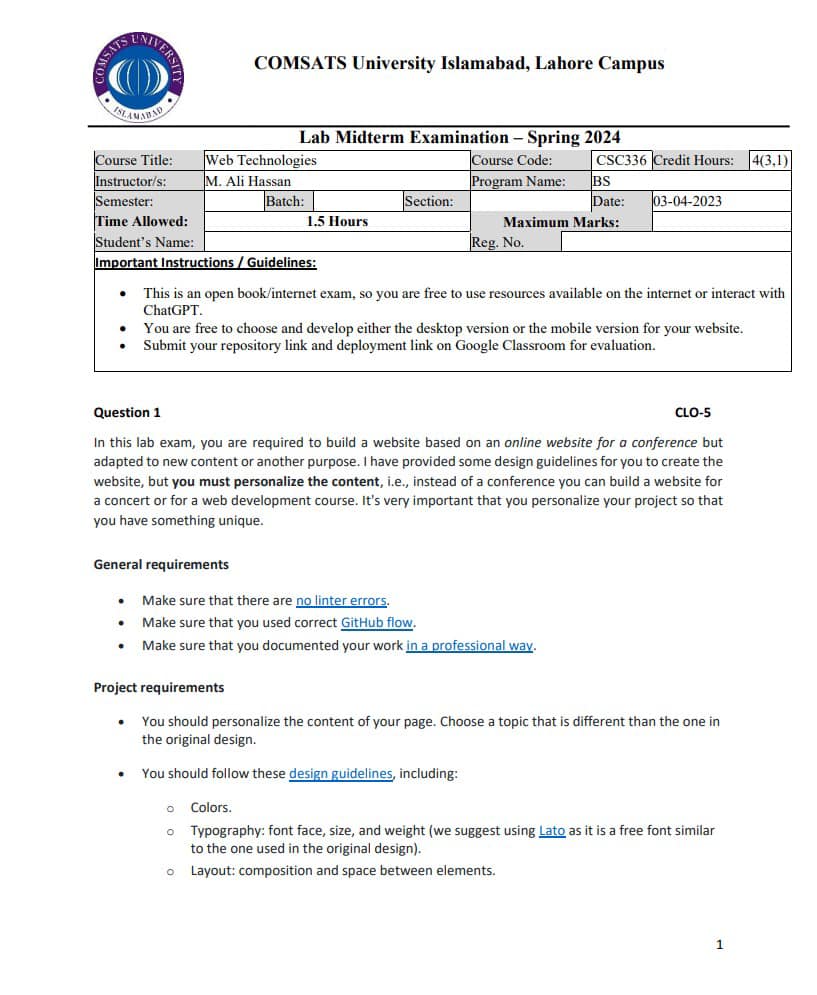 COMSATS UNIVERSITY
ISLAMABAD
COMSATS University Islamabad, Lahore Campus
Lab Midterm Examination – Spring 2024
Course Title: Web Technologies Course Code: CSC336 Credit Hours: 4(3,1)
Instructor/s: M. Ali Hassan Program Name: BS
Semester: Batch: Section: Date: 03-04-2023
Time Allowed: 1.5 Hours Maximum Marks:
Student's Name: Reg. No.
Important Instructions / Guidelines:
• This is an open book/internet exam, so you are free to use resources available on the internet or interact with
ChatGPT.
• You are free to choose and develop either the desktop version or the mobile version for your website.
• Submit your repository link and deployment link on Google Classroom for evaluation.
Question 1 CLO-5
In this lab exam, you are required to build a website based on an online website for a conference but
adapted to new content or another purpose. I have provided some design guidelines for you to create the
website, but you must personalize the content, i.e., instead of a conference you can build a website for
a concert or for a web development course. It's very important that you personalize your project so that
you have something unique.
General requirements
• Make sure that there are no linter errors.
• Make sure that you used correct GitHub flow.
• Make sure that you documented your work in a professional way.
Project requirements
• You should personalize the content of your page. Choose a topic that is different than the one in
the original design.
• You should follow these design guidelines, including:
o Colors.
o Typography: font face, size, and weight (we suggest using Lato as it is a free font similar
to the one used in the original design).
o Layout: composition and space between elements.
1